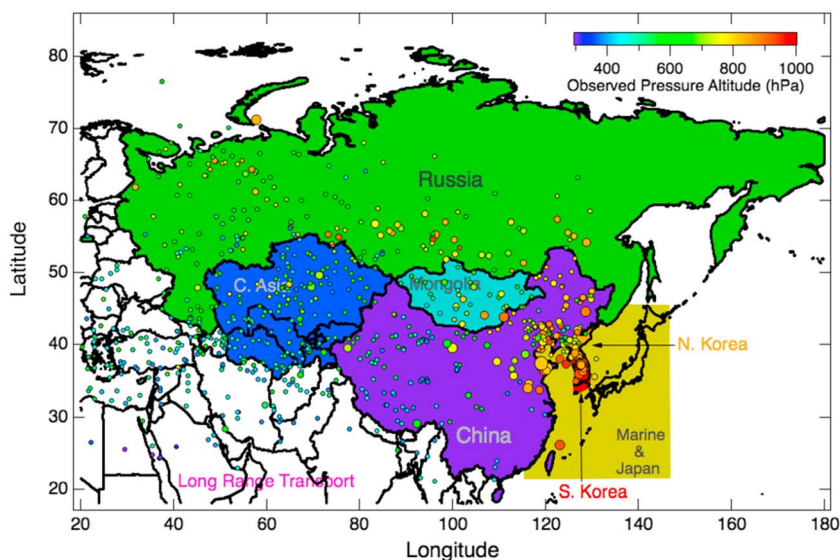 80
70
60
50
40
30
20
Latitude
400 600 800 1000
Observed Pressure Altitude (hPa)
Russia
C. Asi
Mongolia
N. Korea
China
Marine
&
Japan
Long Range Transport
S. Korea
20 40 60 80 100 120 140 160 180
Longitude